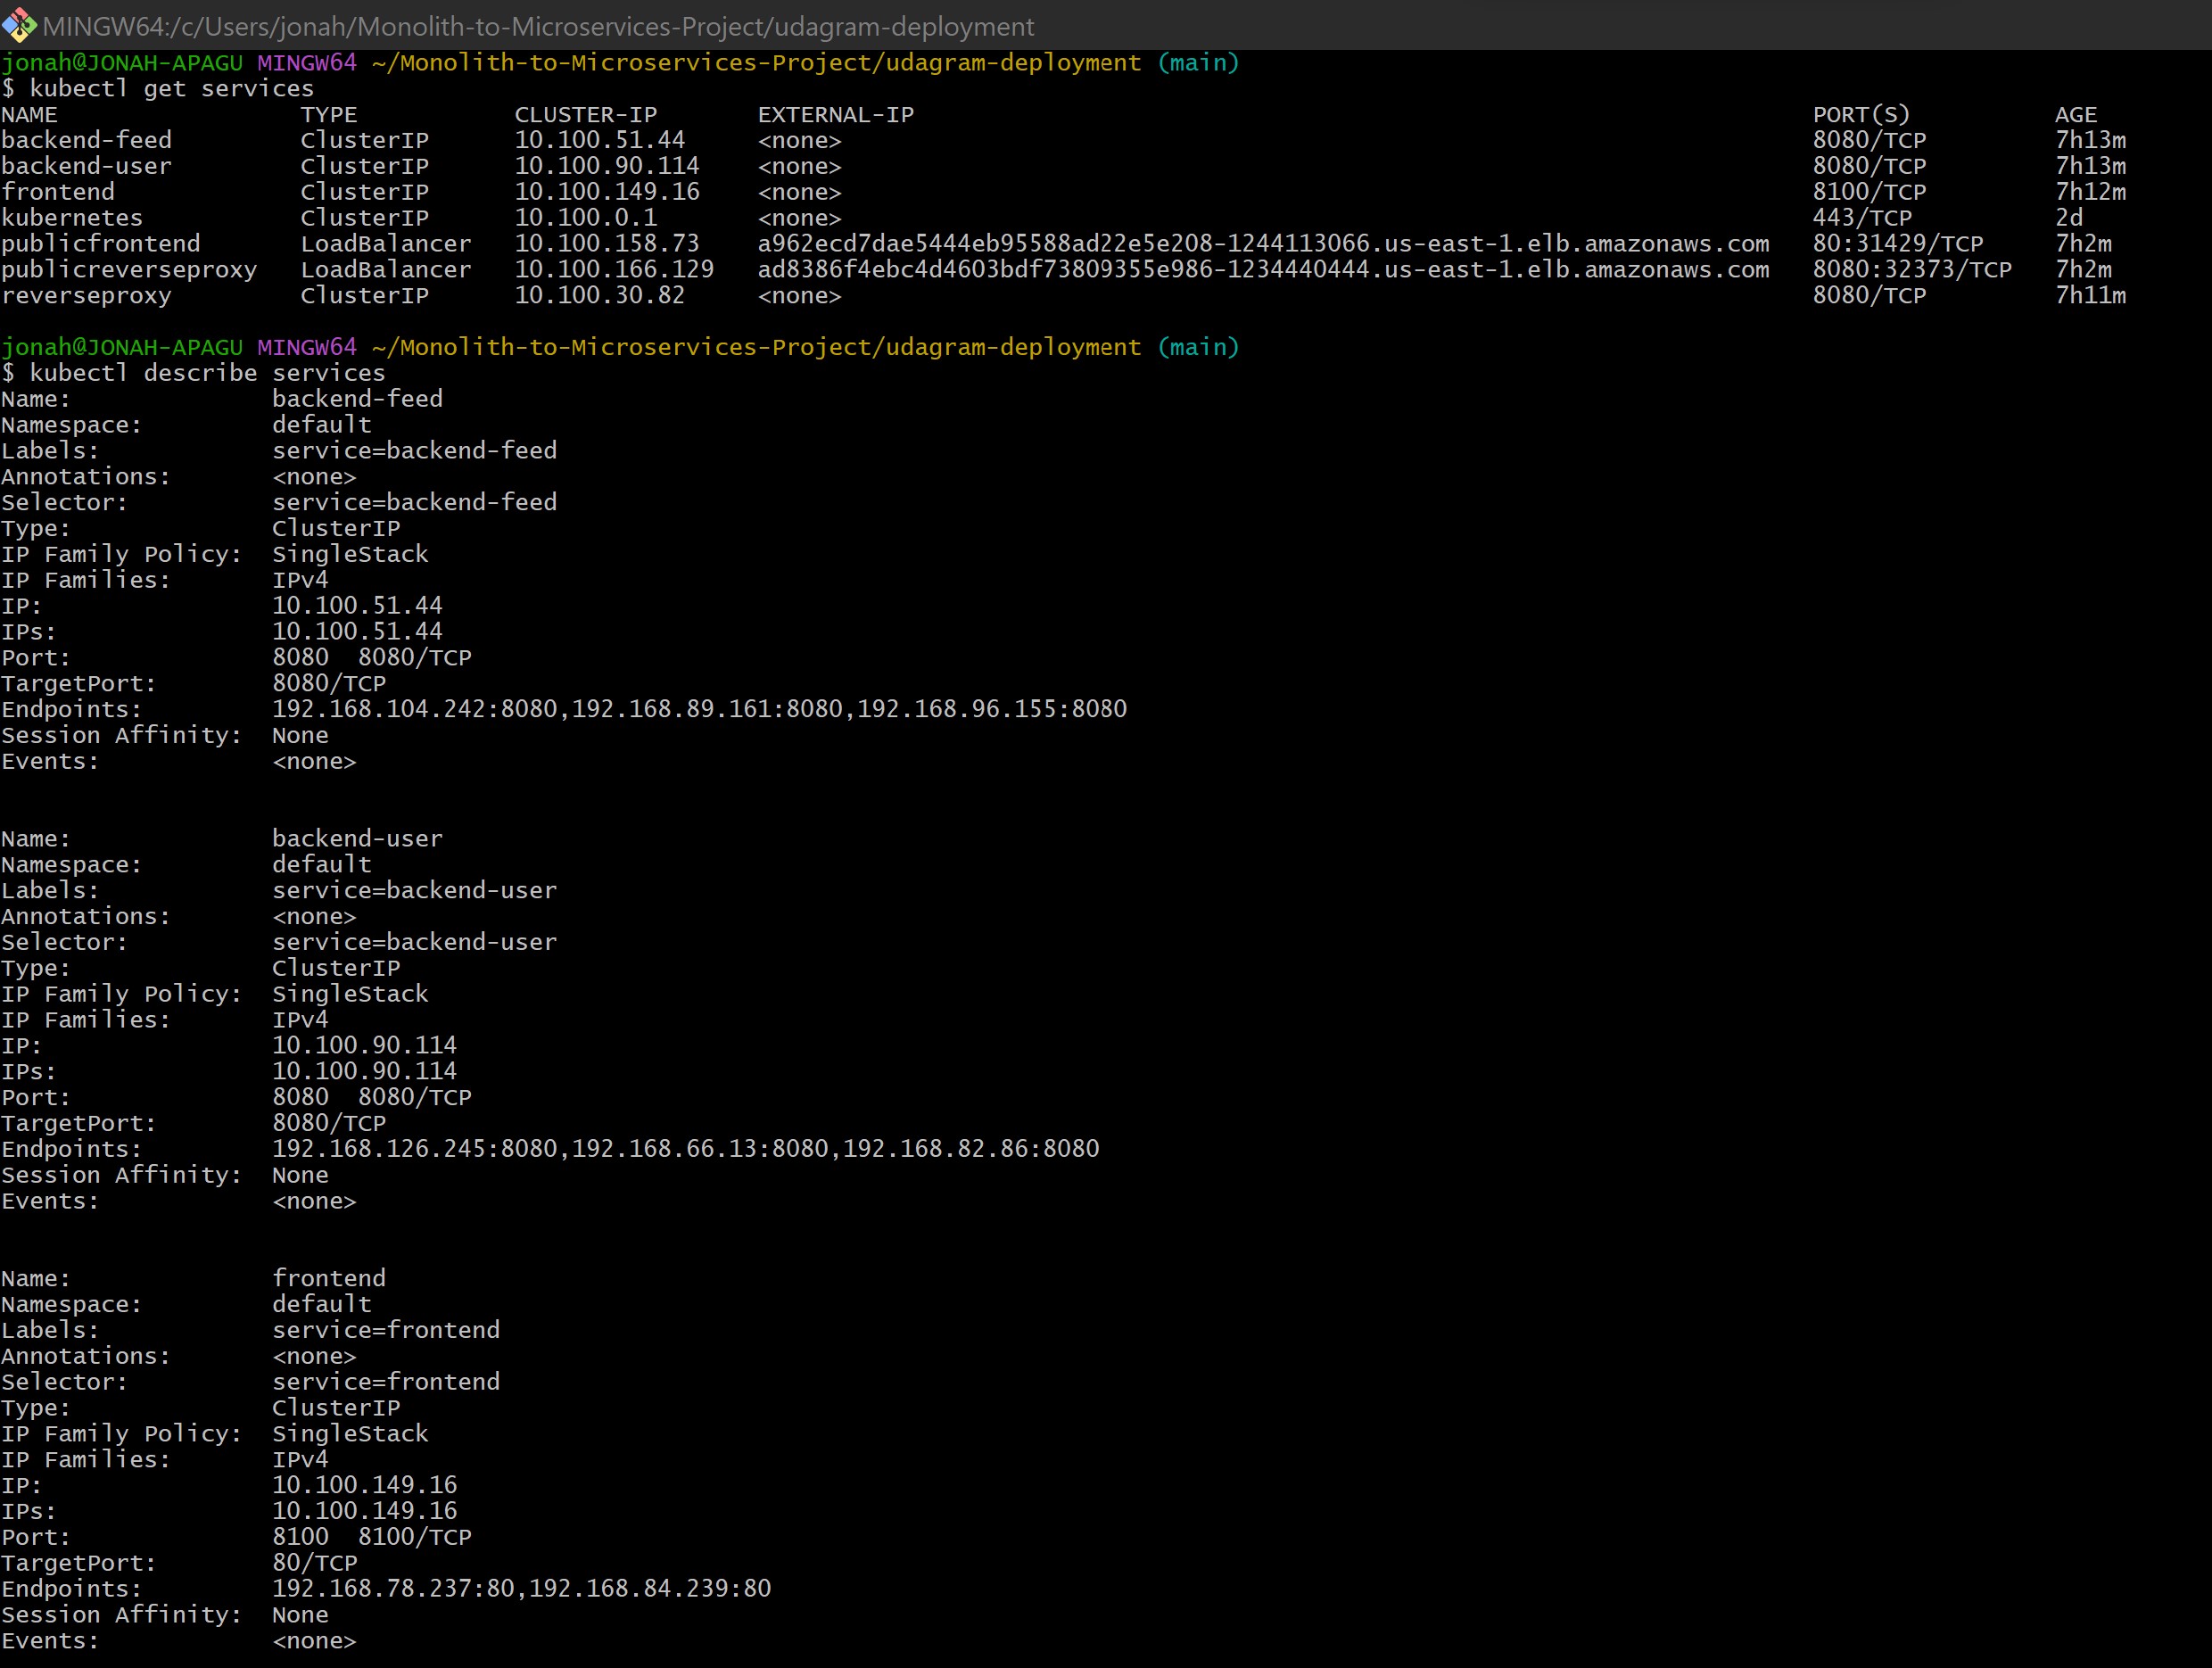 MINGW64:/c/Users/jonah/Monolith-to-Microservices-Project/udagram-deployment
jonah@JONAH-APAGU MINGW64 ~/Monolith-to-Microservices-Project/udagram-deployment (main)
$ kubectl get services
NAME TYPE CLUSTER-IP EXTERNAL-IP PORT(S) AGE
backend-feed ClusterIP 10.100.51.44 <none> 8080/TCP 7h13m
backend-user ClusterIP 10.100.90.114 <none> 8080/TCP 7h13m
frontend ClusterIP 10.100.149.16 <none> 8100/TCP 7h12m
kubernetes ClusterIP 10.100.0.1 <none> 443/TCP 2d
publicfrontend LoadBalancer 10.100.158.73 a962ecd7dae5444eb95588ad22e5e208-1244113066.us-east-1.elb.amazonaws.com 80:31429/TCP 7h2m
publicreverseproxy LoadBalancer 10.100.166.129 ad8386f4ebc4d4603bdf73809355e986-1234440444.us-east-1.elb.amazonaws.com 8080:32373/TCP 7h2m
reverseproxy ClusterIP 10.100.30.82 <none> 8080/TCP 7h11m
jonah@JONAH-APAGU MINGW64 ~/Monolith-to-Microservices-Project/udagram-deployment (main)
$ kubectl describe services
Name: backend-feed
Namespace: default
Labels: service=backend-feed
Annotations: <none>
Selector: service=backend-feed
Type: ClusterIP
IP Family Policy: SingleStack
IP Families: IPv4
IP: 10.100.51.44
IPs: 10.100.51.44
Port: 8080 8080/TCP
TargetPort: 8080/TCP
Endpoints: 192.168.104.242:8080,192.168.89.161:8080,192.168.96.155:8080
Session Affinity: None
Events: <none>
Name: backend-user
Namespace: default
Labels: service=backend-user
Annotations: <none>
Selector: service=backend-user
Type: ClusterIP
IP Family Policy: SingleStack
IP Families: IPv4
IP: 10.100.90.114
IPs: 10.100.90.114
Port: 8080 8080/TCP
TargetPort: 8080/TCP
Endpoints: 192.168.126.245:8080,192.168.66.13:8080,192.168.82.86:8080
Session Affinity: None
Events: <none>
Name: frontend
Namespace: default
Labels: service=frontend
Annotations: <none>
Selector: service=frontend
Type: ClusterIP
IP Family Policy: SingleStack
IP Families: IPv4
IP: 10.100.149.16
IPs: 10.100.149.16
Port: 8100 8100/TCP
TargetPort: 80/TCP
Endpoints: 192.168.78.237:80,192.168.84.239:80
Session Affinity: None
Events: <none>